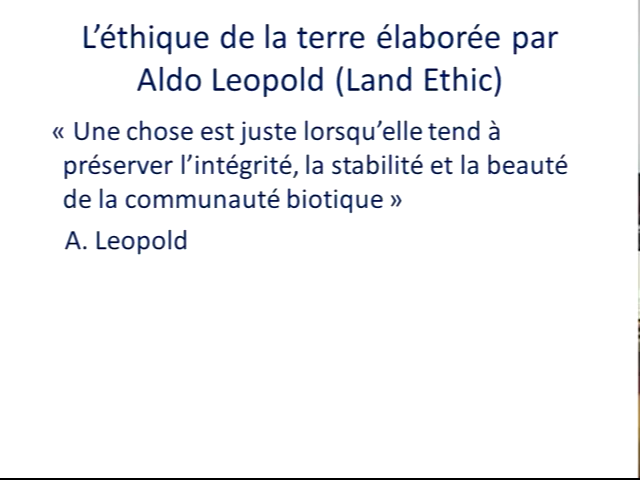 L’éthique de la terre élaborée par
Aldo Leopold (Land Ethic)
« Une chose est juste lorsqu’elle tend à
préserver l’intégrité, la stabilité et la beauté
de la communauté biotique »
A. Leopold